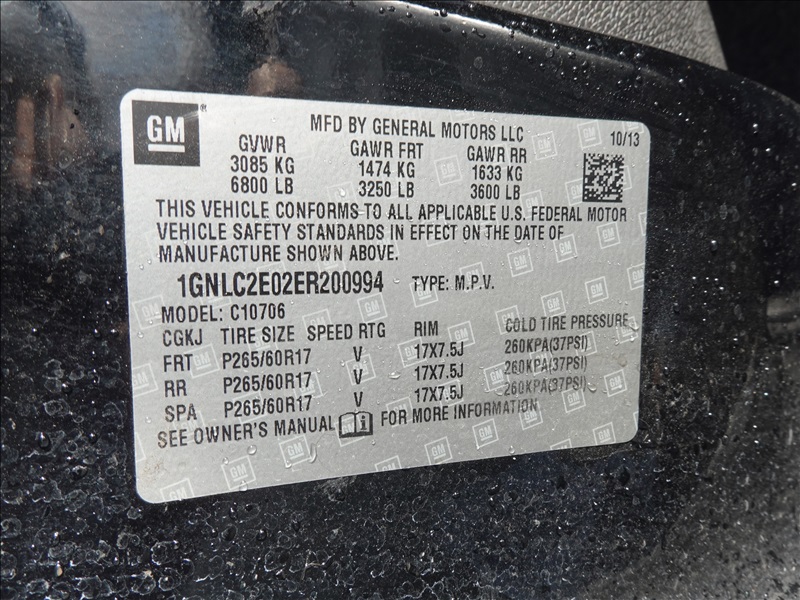 GM ®
MFD BY GENERAL MOTORS LLC 10/13
GVWR GAWR FRT GAWR RR
3085 KG 1474 KG 1633 KG
6800 LB 3250 LB 3600 LB
THIS VEHICLE CONFORMS TO ALL APPLICABLE U.S. FEDERAL MOTOR
VEHICLE SAFETY STANDARDS IN EFFECT ON THE DATE OF
MANUFACTURE SHOWN ABOVE.
1GNLC2E02ER200994 TYPE: M.P.V.
MODEL: C10706
CGKJ TIRE SIZE SPEED RTG RIM COLD TIRE PRESSURE
FRT P265/60R17 V 17X7.5J 260KPA(37PSI)
RR P265/60R17 V 17X7.5J 260KPA(37PSI)
SPA P265/60R17 V 17X7.5J 260KPA(37PSI)
SEE OWNER'S MANUAL i FOR MORE INFORMATION